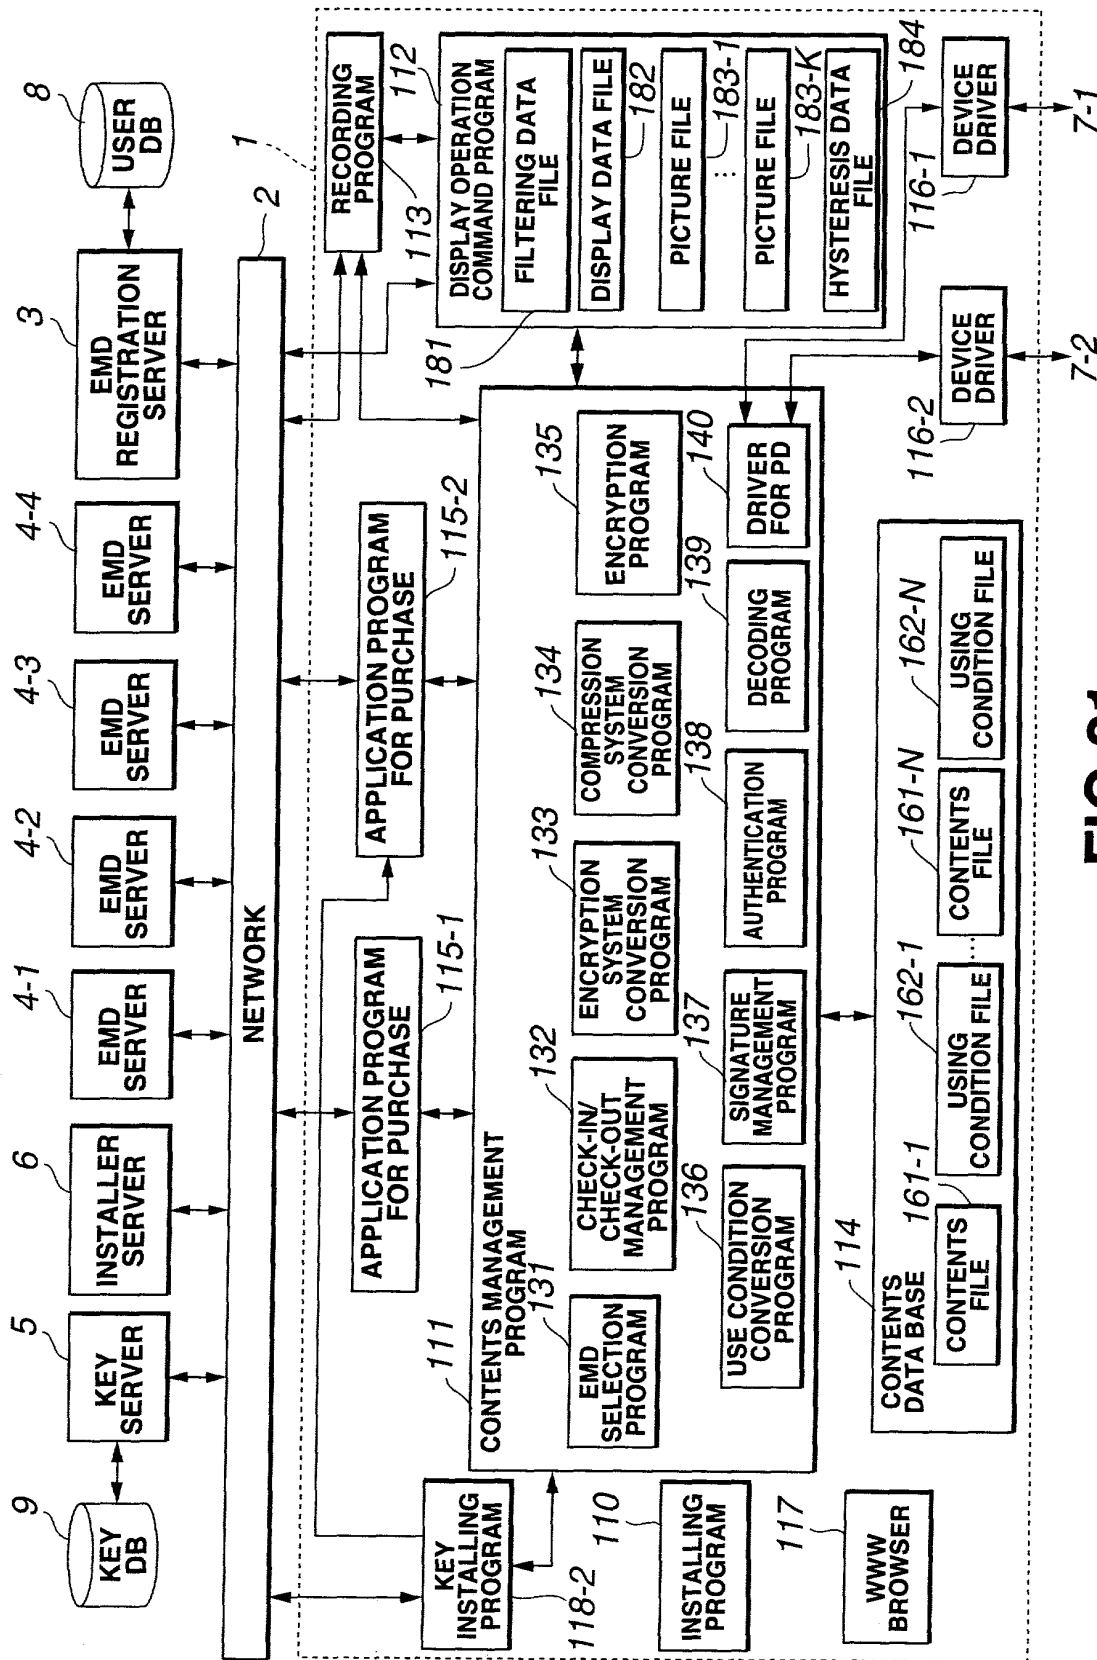 9
KEY
DB
5
KEY
SERVER
6
INSTALLER
SERVER
4-1
EMD
SERVER
4-2
EMD
SERVER
4-3
EMD
SERVER
4-4
EMD
SERVER
3
EMD
REGISTRATION
SERVER
8
USER
DB
NETWORK
2
1
KEY
INSTALLING
PROGRAM
118-2
APPLICATION PROGRAM
FOR PURCHASE
115-1
APPLICATION PROGRAM
FOR PURCHASE
115-2
RECORDING
PROGRAM
113
112
DISPLAY OPERATION
COMMAND PROGRAM
181
FILTERING DATA
FILE
DISPLAY DATA FILE
182
PICTURE FILE
183-1
PICTURE FILE
183-K
HYSTERESIS DATA
FILE
184
111
CONTENTS MANAGEMENT
PROGRAM
131
EMD
SELECTION
PROGRAM
132
CHECK-IN/
CHECK-OUT
MANAGEMENT
PROGRAM
133
ENCRYPTION
SYSTEM
CONVERSION
PROGRAM
134
COMPRESSION
SYSTEM
CONVERSION
PROGRAM
135
ENCRYPTION
PROGRAM
136
USE CONDITION
CONVERSION
PROGRAM
137
SIGNATURE
MANAGEMENT
PROGRAM
138
AUTHENTICATION
PROGRAM
139
DECODING
PROGRAM
140
DRIVER
FOR PD
110
INSTALLING
PROGRAM
117
WWW
BROWSER
114
CONTENTS
DATA BASE
161-1
CONTENTS
FILE
162-1
USING
CONDITION FILE
161-N
CONTENTS
FILE
162-N
USING
CONDITION FILE
116-2
DEVICE
DRIVER
7-2
116-1
DEVICE
DRIVER
7-1